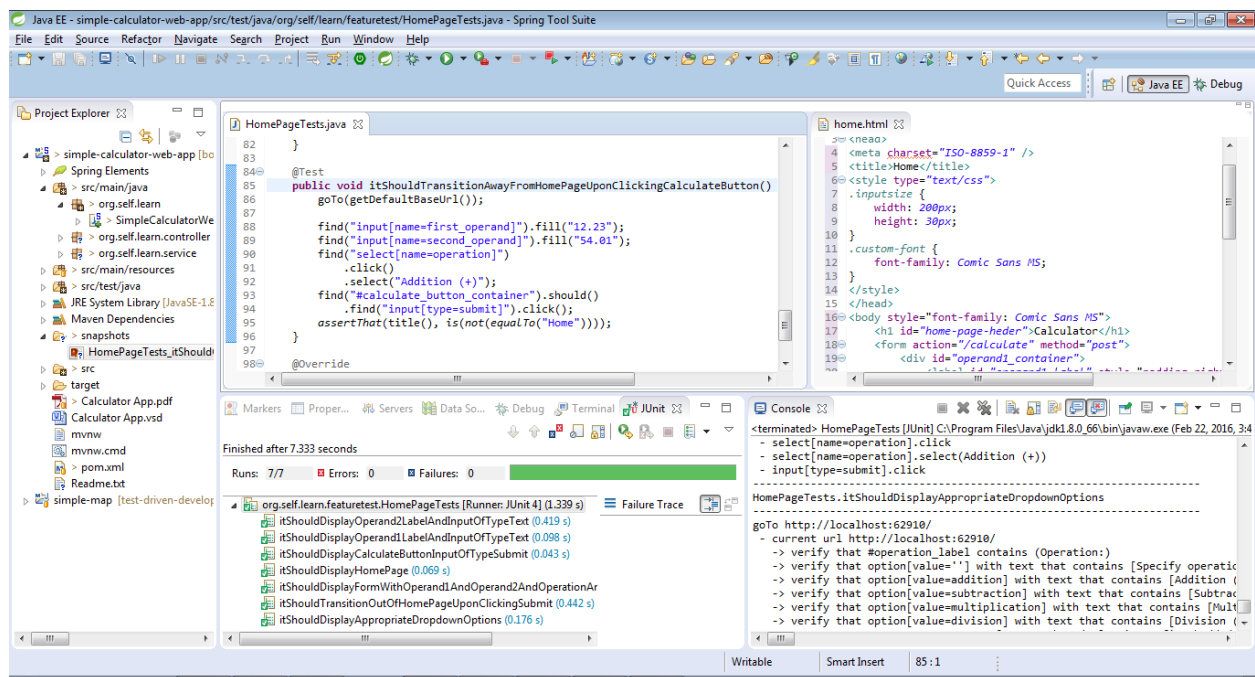 Java EE - simple-calculator-web-app/src/test/java/org/self/learn/featuretest/HomePageTests.java - Spring Tool Suite
File Edit Source Refactor Navigate Search Project Run Window Help
Quick Access
Java EE
Debug
Project Explorer
> simple-calculator-web-app [bo
Spring Elements
> src/main/java
> org.self.learn
> SimpleCalculatorWe
> org.self.learn.controller
> org.self.learn.service
> src/main/resources
> src/test/java
JRE System Library [JavaSE-1.8
Maven Dependencies
> snapshots
HomePageTests_itShould
> src
> target
> Calculator App.pdf
Calculator App.vsd
mvnw
mvnw.cmd
> pom.xml
> Readme.txt
simple-map [test-driven-develop
HomePageTests.java
82 }
83
84 @Test
85 public void itShouldTransitionAwayFromHomePageUponClickingCalculateButton()
86 goTo(getDefaultBaseUrl());
87
88 find("input[name=first_operand]").fill("12.23");
89 find("input[name=second_operand]").fill("54.01");
90 find("select[name=operation]")
91 .click()
92 .select("Addition (+)");
93 find("#calculate_button_container").should()
94 .find("input[type=submit]").click();
95 assertThat(title(), is(not(equalTo("Home"))));
96 }
97
98 @Override
home.html
3 <head>
4 <meta charset="ISO-8859-1" />
5 <title>Home</title>
6 <style type="text/css">
7 .inputsize {
8 width: 200px;
9 height: 30px;
10 }
11 .custom-font {
12 font-family: Comic Sans MS;
13 }
14 </style>
15 </head>
16 <body style="font-family: Comic Sans MS">
17 <h1 id="home-page-heder">Calculator</h1>
18 <form action="/calculate" method="post">
19 <div id="operand1_container">
Markers Proper... Servers Data So... Debug Terminal JUnit
Finished after 7.333 seconds
Runs: 7/7 Errors: 0 Failures: 0
org.self.learn.featuretest.HomePageTests [Runner: JUnit 4] (1.339 s)
itShouldDisplayOperand2LabelAndInputOfTypeText (0.419 s)
itShouldDisplayOperand1LabelAndInputOfTypeText (0.098 s)
itShouldDisplayCalculateButtonInputOfTypeSubmit (0.043 s)
itShouldDisplayHomePage (0.069 s)
itShouldDisplayFormWithOperand1AndOperand2AndOperationAr
itShouldTransitionOutOfHomePageUponClickingSubmit (0.442 s)
itShouldDisplayAppropriateDropdownOptions (0.176 s)
Failure Trace
Console
<terminated> HomePageTests [JUnit] C:\Program Files\Java\jdk1.8.0_66\bin\javaw.exe (Feb 22, 2016, 3:4
- select[name=operation].click
- select[name=operation].select(Addition (+))
- input[type=submit].click
------------------------------------------------------------
HomePageTests.itShouldDisplayAppropriateDropdownOptions
------------------------------------------------------------
goTo http://localhost:62910/
- current url http://localhost:62910/
-> verify that #operation_label contains (Operation:)
-> verify that option[value=''] with text that contains [Specify operatic
-> verify that option[value=addition] with text that contains [Addition (
-> verify that option[value=subtraction] with text that contains [Subtrac
-> verify that option[value=multiplication] with text that contains [Mult
-> verify that option[value=division] with text that contains [Division (
Writable
Smart Insert
85 : 1